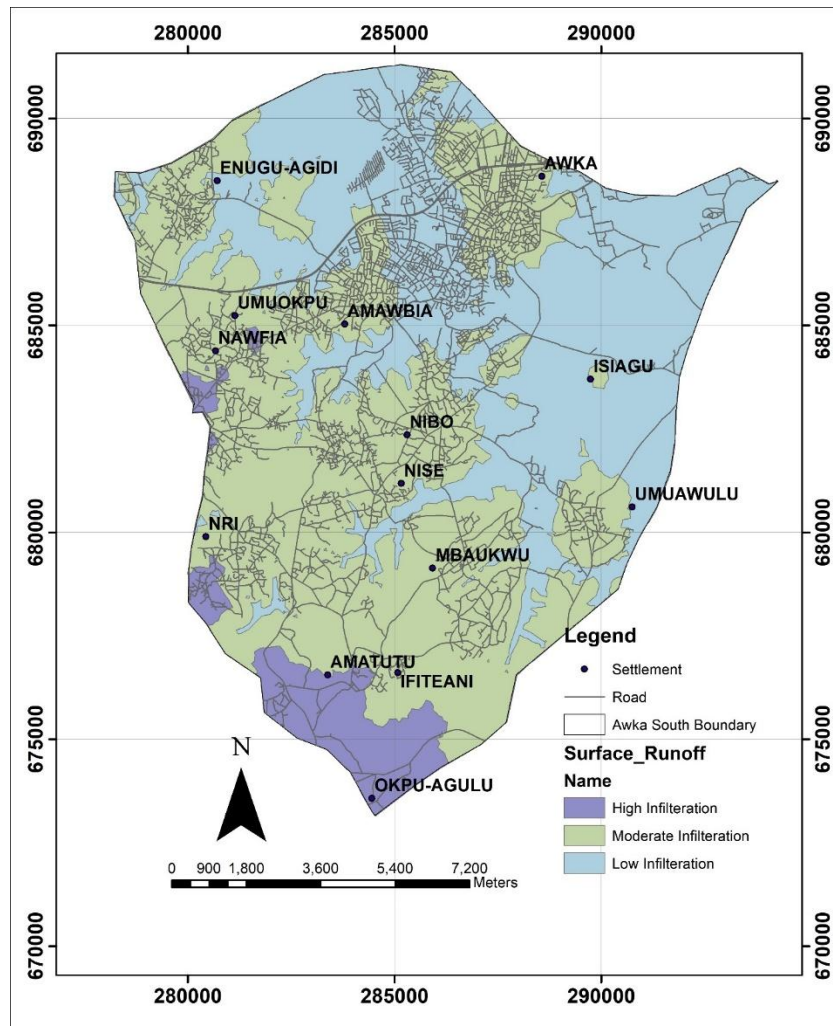 280000 285000 290000
690000 690000
ENUGU-AGIDI
AWKA
UMUOKPU
AMAWBIA
685000 685000
NAWFIA
ISIAGU
NIBO
NISE
UMUAWULU
680000 680000
NRI
MBAUKWU
AMATUTU
IFITEANI
675000 675000
OKPU-AGULU
N
0 900 1,800 3,600 5,400 7,200
Meters
Legend
Settlement
Road
Awka South Boundary
Surface_Runoff
Name
High Infilteration
Moderate Infilteration
Low Infilteration
670000 670000
280000 285000 290000